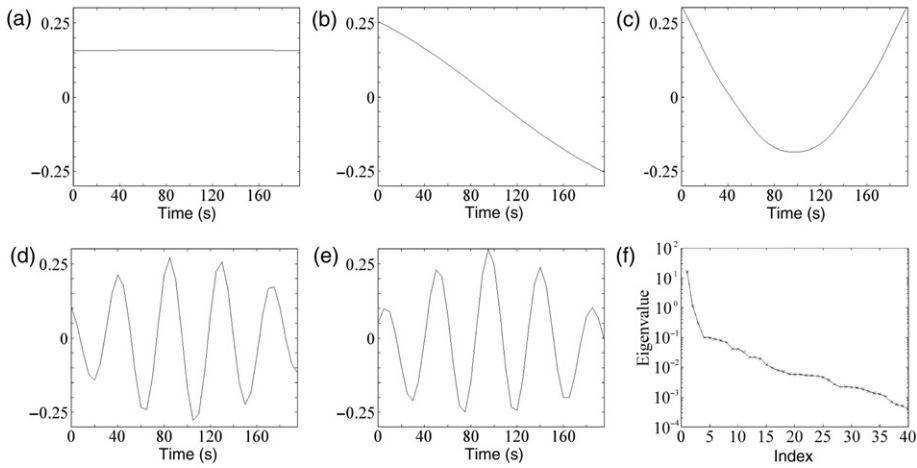 (a)
0.25
0
−0.25
0 40 80 120 160
Time (s)
(b)
0.25
0
−0.25
0 40 80 120 160
Time (s)
(c)
0.25
0
-0.25
0 40 80 120 160
Time (s)
(d)
0.25
0
−0.25
0 40 80 120 160
Time (s)
(e)
0.25
0
−0.25
0 40 80 120 160
Time (s)
(f)
Eigenvalue
10²
10¹
10⁰
10⁻¹
10⁻²
10⁻³
10⁻⁴
0 5 10 15 20 25 30 35 40
Index